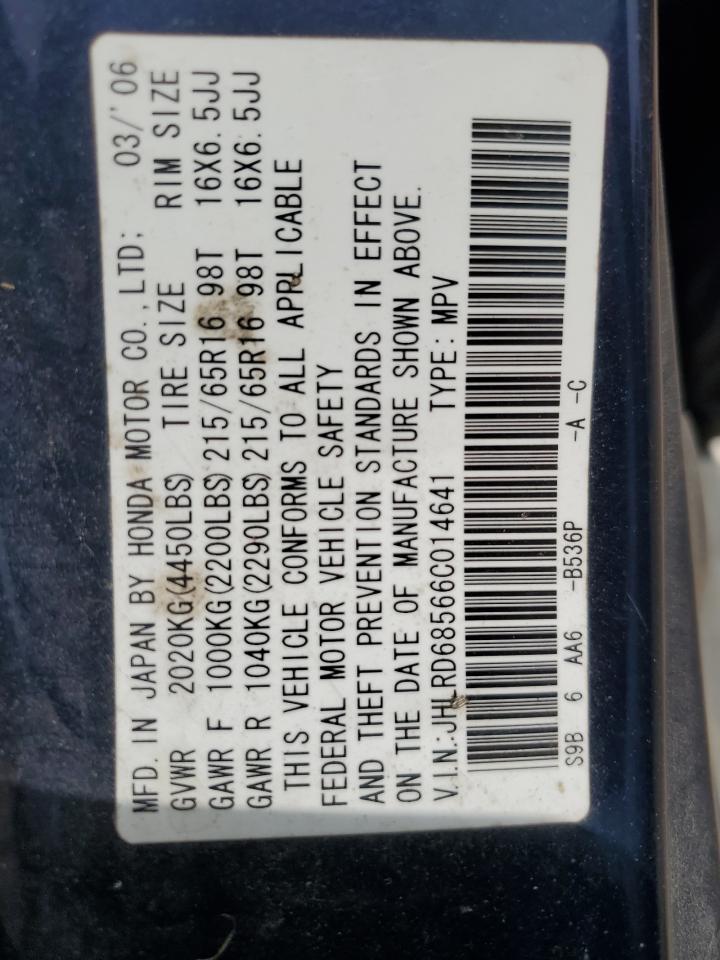 MFD. IN JAPAN BY HONDA MOTOR CO., LTD; 03/'06
GVWR 2020KG(4450LBS) TIRE SIZE RIM SIZE
GAWR F 1000KG(2200LBS) 215/65R16 98T 16X6.5JJ
GAWR R 1040KG(2290LBS) 215/65R16 98T 16X6.5JJ
THIS VEHICLE CONFORMS TO ALL APPLICABLE
FEDERAL MOTOR VEHICLE SAFETY
AND THEFT PREVENTION STANDARDS IN EFFECT
ON THE DATE OF MANUFACTURE SHOWN ABOVE.
V.IN.:JHLRD68566C014641 TYPE: MPV
S9B 6 AA6 -B536P -A -C